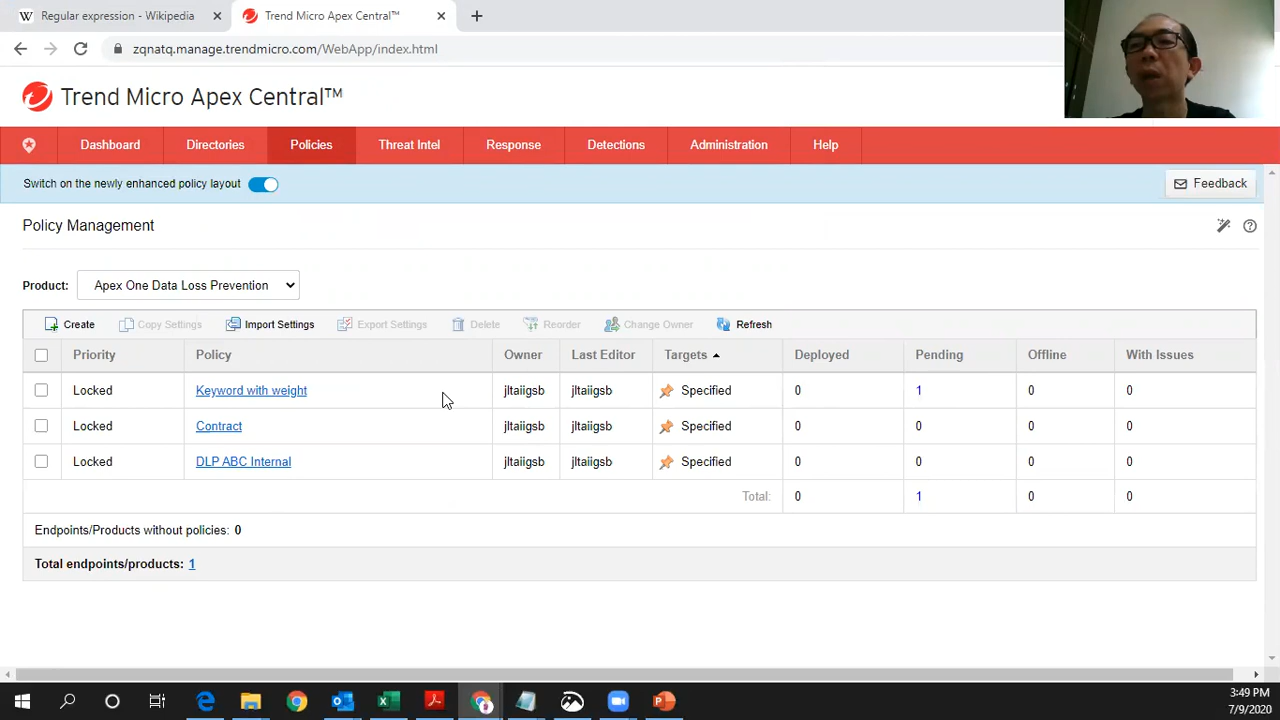 W Regular expression - Wikipedia
Trend Micro Apex Central™
zqnatq.manage.trendmicro.com/WebApp/index.html
Trend Micro Apex Central™
Dashboard Directories Policies Threat Intel Response Detections Administration Help
Switch on the newly enhanced policy layout
Feedback
Policy Management
Product: Apex One Data Loss Prevention
Create Copy Settings Import Settings Export Settings Delete Reorder Change Owner Refresh
Priority Policy Owner Last Editor Targets Deployed Pending Offline With Issues
Locked Keyword with weight jltaiigsb jltaiigsb Specified 0 1 0 0
Locked Contract jltaiigsb jltaiigsb Specified 0 0 0 0
Locked DLP ABC Internal jltaiigsb jltaiigsb Specified 0 0 0 0
Total: 0 1 0 0
Endpoints/Products without policies: 0
Total endpoints/products: 1
3:49 PM
7/9/2020